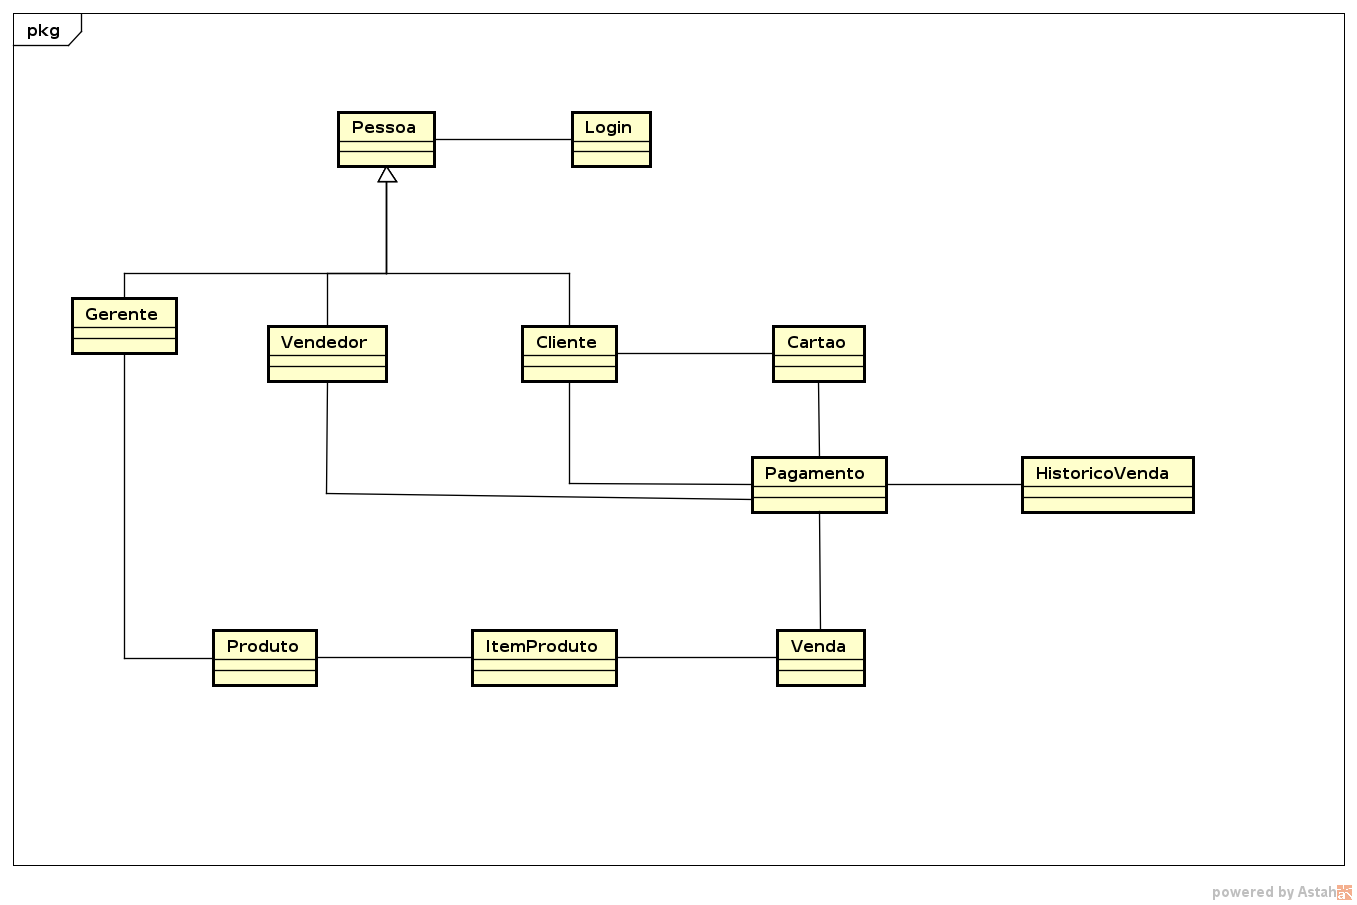 pkg
Pessoa
Login
Gerente
Vendedor
Cliente
Cartao
Pagamento
HistoricoVenda
Produto
ItemProduto
Venda
powered by Astah